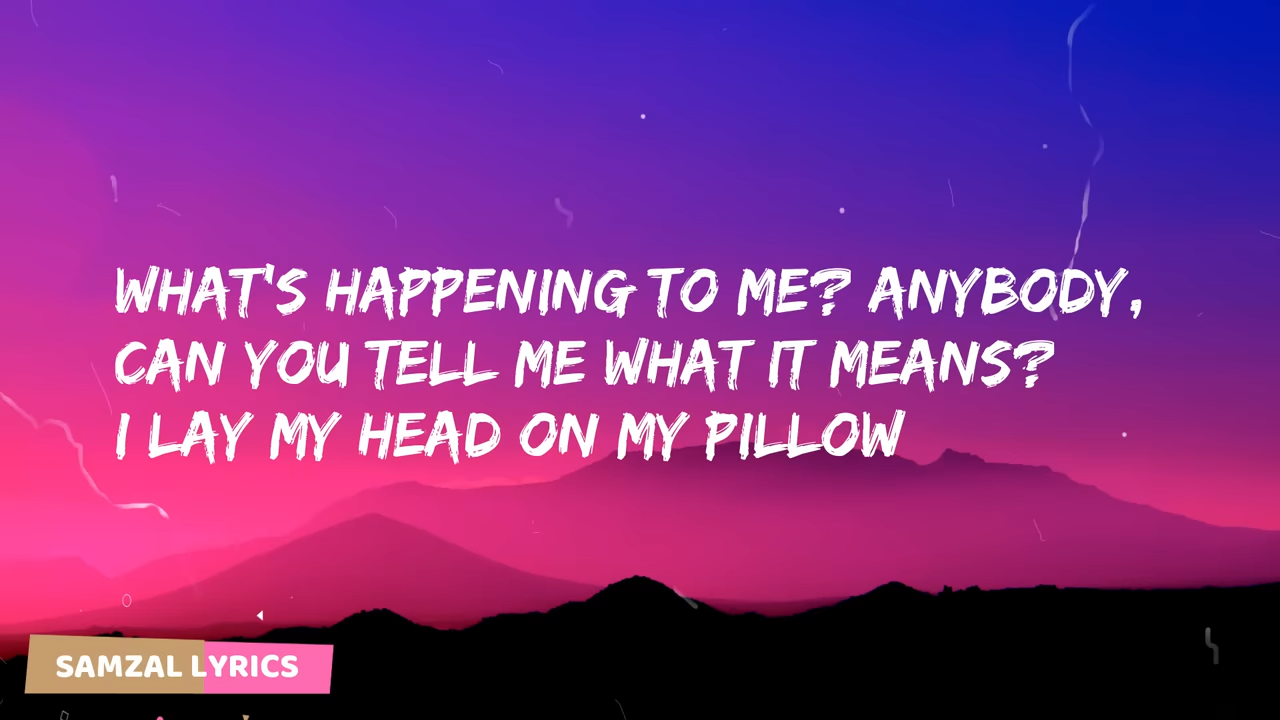 WHAT'S HAPPENING TO ME? ANYBODY,
CAN YOU TELL ME WHAT IT MEANS?
I LAY MY HEAD ON MY PILLOW
SAMZAL LYRICS